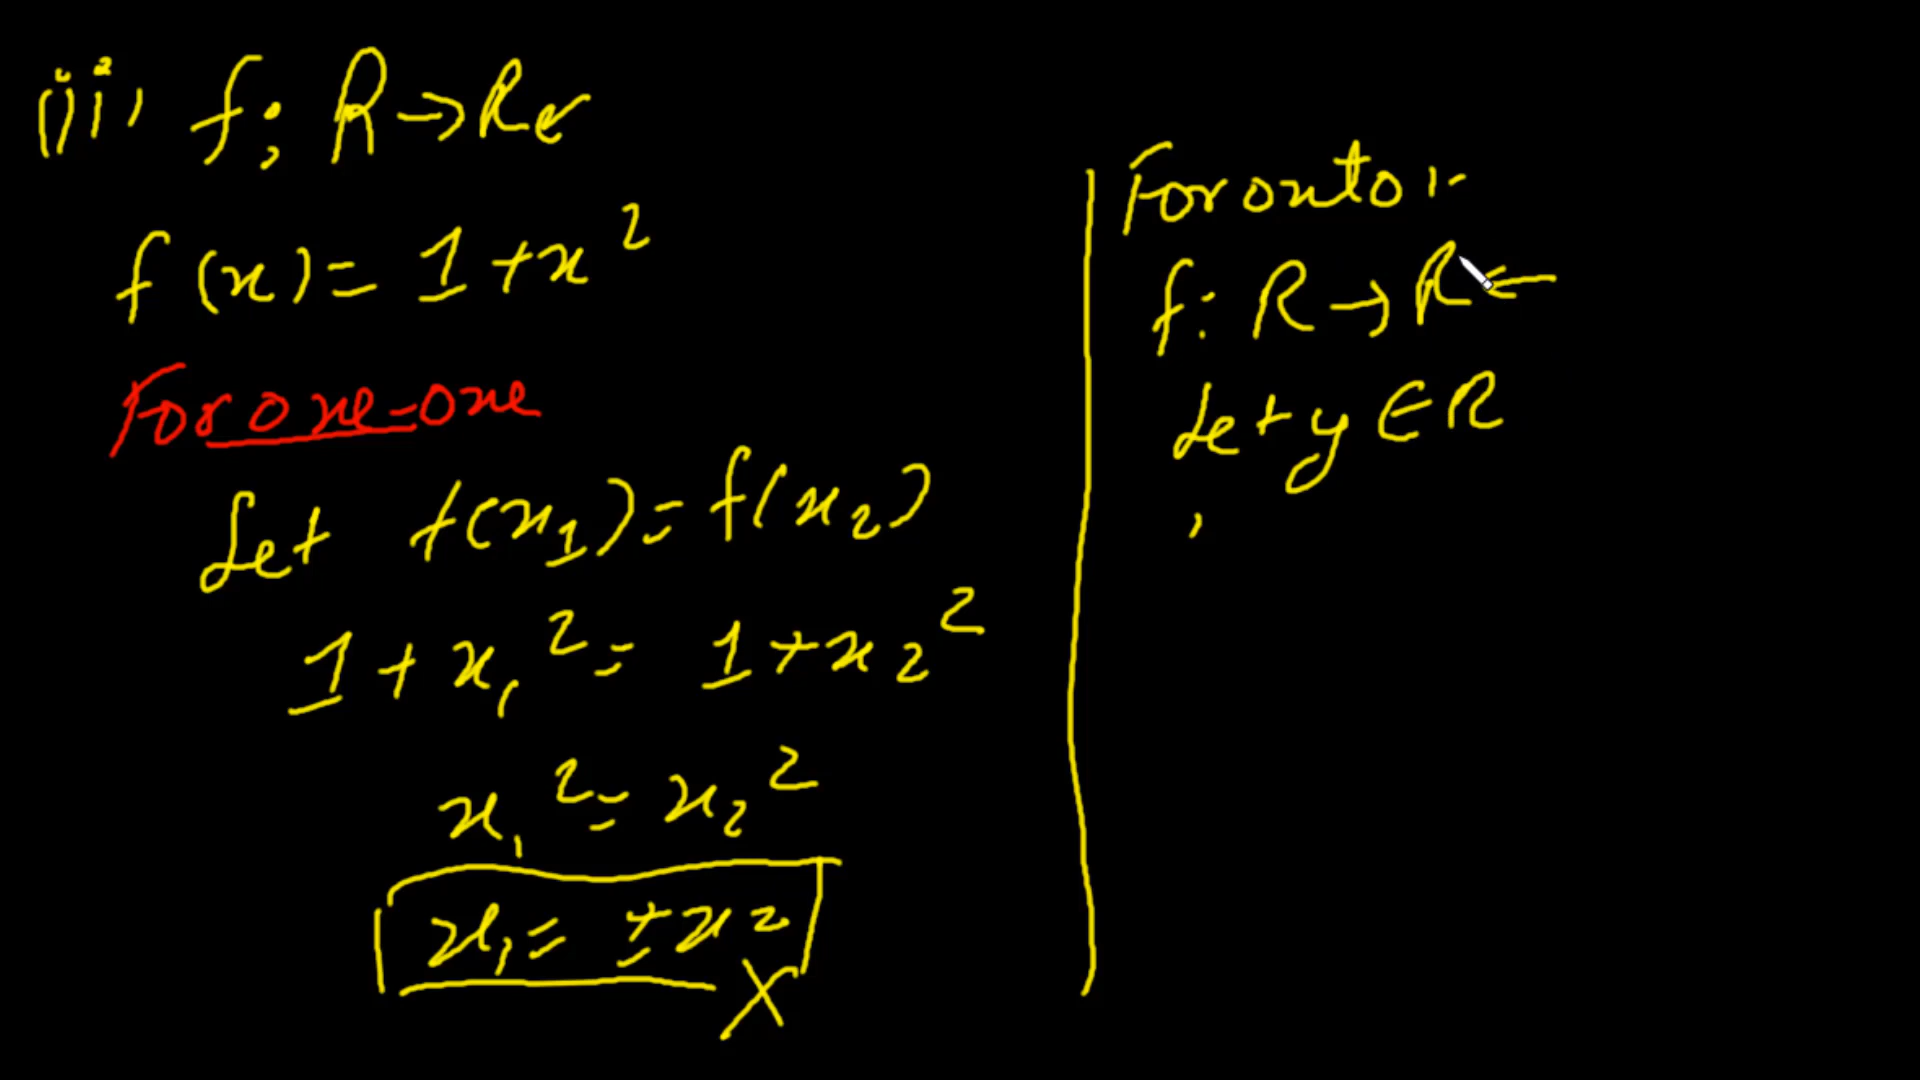 (ii) f: R→R
f(x) = 1+x²
For one-one
Let f(x₁) = f(x₂)
1+x₁² = 1+x₂²
x₁² = x₂²
x₁ = ±x₂
X
For onto :-
f: R→R ←
Let y ∈ R
,